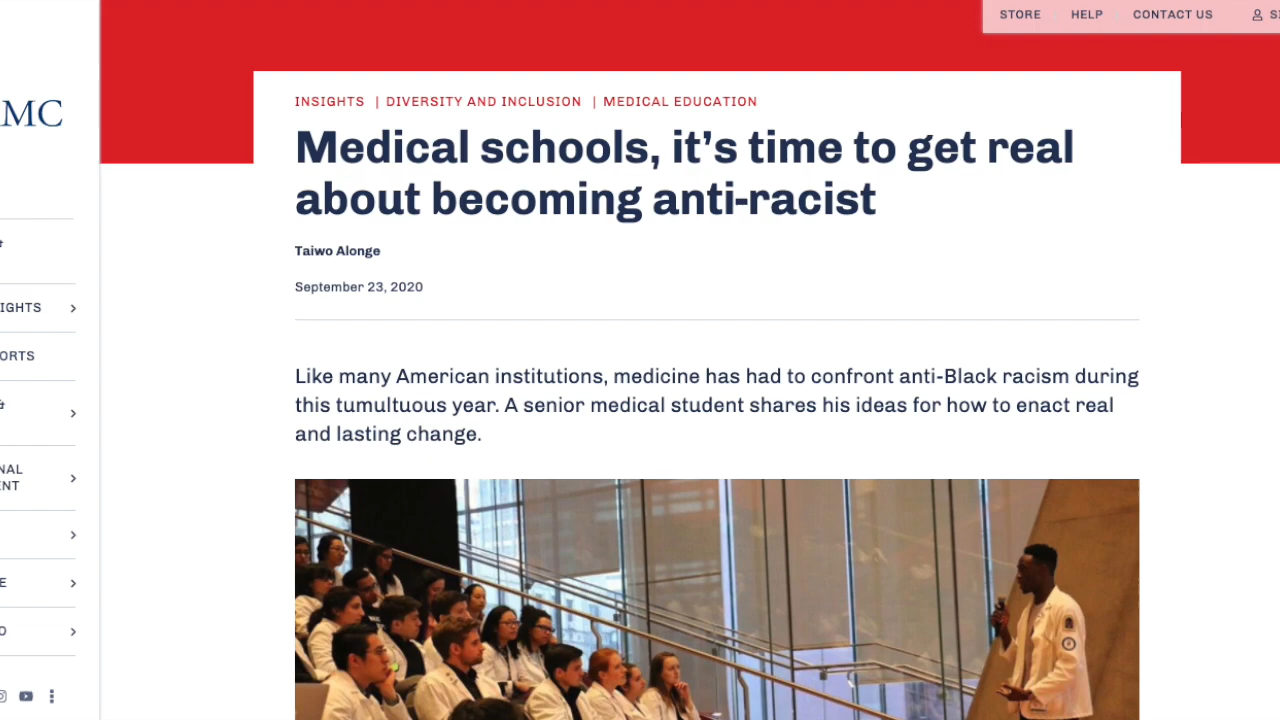 STORE HELP CONTACT US
MC
INSIGHTS | DIVERSITY AND INCLUSION | MEDICAL EDUCATION
Medical schools, it’s time to get real
about becoming anti-racist
Taiwo Alonge
September 23, 2020
Like many American institutions, medicine has had to confront anti-Black racism during
this tumultuous year. A senior medical student shares his ideas for how to enact real
and lasting change.
&
IGHTS
ORTS
&
NAL
ENT
E
O